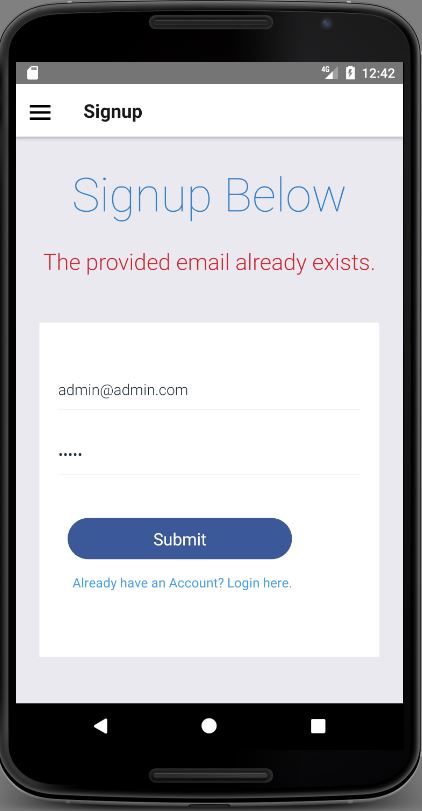 4G 12:42
Signup
Signup Below
The provided email already exists.
admin@admin.com
•••••
Submit
Already have an Account? Login here.